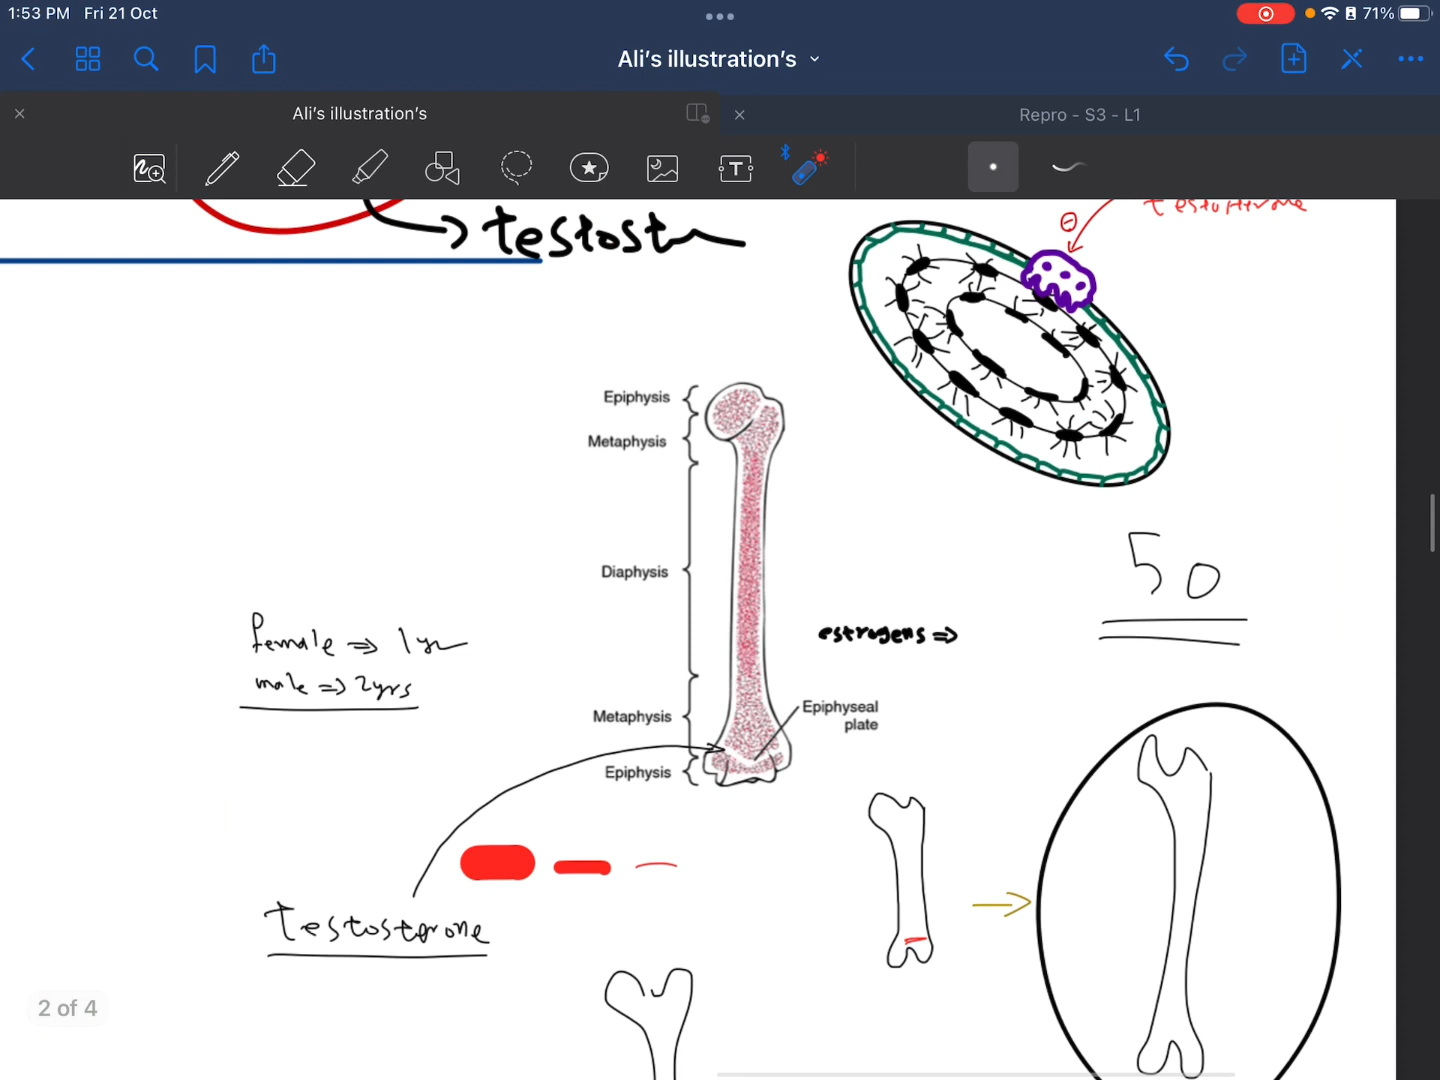 1:53 PM Fri 21 Oct
71%
Ali's illustration's
Ali's illustration's
Repro - S3 - L1
T
testosterone
testost
Epiphysis
Metaphysis
Diaphysis
50
estrogens ⇒
female ⇒ 1yr
male ⇒ 2yrs
Metaphysis
Epiphyseal
plate
Epiphysis
Testosterone
2 of 4